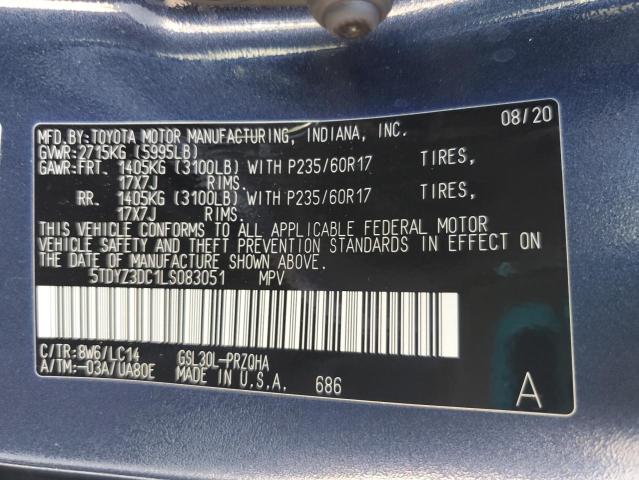 MFD. BY: TOYOTA MOTOR MANUFACTURING, INDIANA, INC. 08/20
GVWR: 2715KG (5995LB)
GAWR: FRT. 1405KG (3100LB) WITH P235/60R17 TIRES,
17X7J RIMS.
RR. 1405KG (3100LB) WITH P235/60R17 TIRES,
17X7J RIMS.
THIS VEHICLE CONFORMS TO ALL APPLICABLE FEDERAL MOTOR
VEHICLE SAFETY AND THEFT PREVENTION STANDARDS IN EFFECT ON
THE DATE OF MANUFACTURE SHOWN ABOVE.
5TDYZ3DC1LS083051 MPV
C/TR: 8W6/LC14 GSL30L-PRZQHA
A/TM: -03A/UA80E MADE IN U.S.A. 686
A